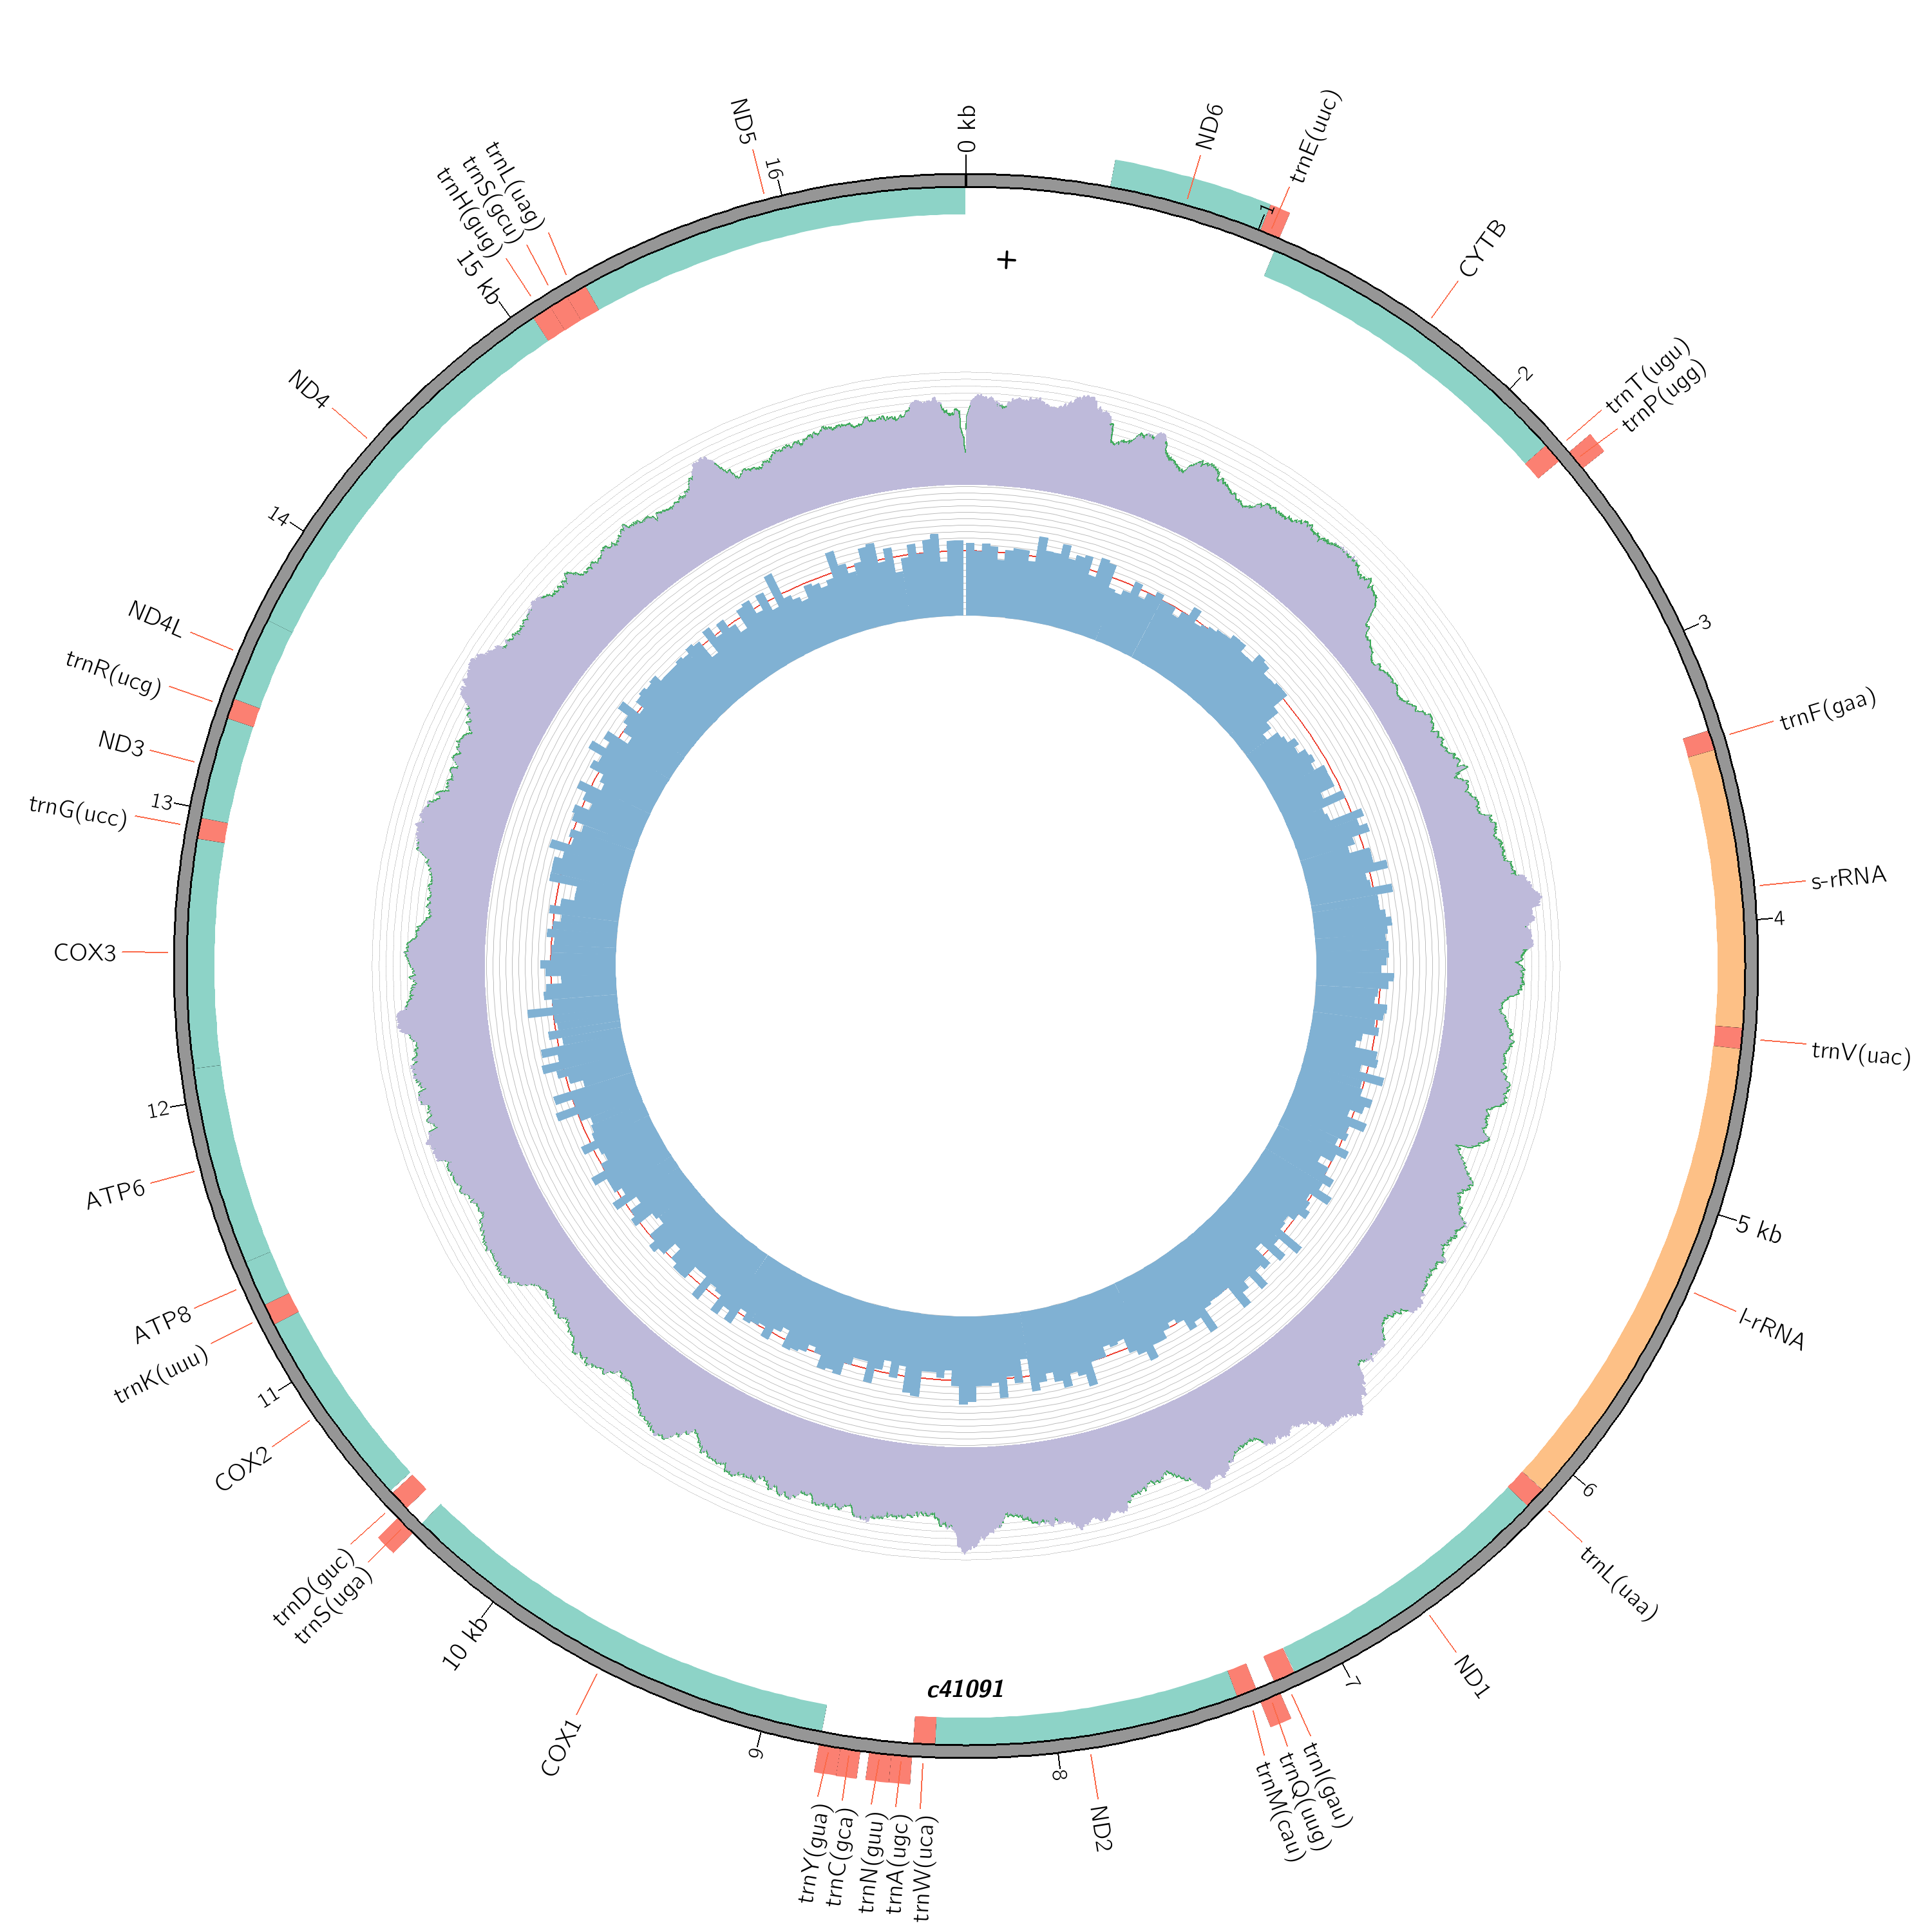 0 kb
ND6
trnE(uuc)
1
+
CYTB
2
trnT(ugu)
trnP(ugg)
3
trnF(gaa)
s-rRNA
4
trnV(uac)
5 kb
l-rRNA
6
trnL(uaa)
ND1
7
trnI(gau)
trnQ(uug)
trnM(cau)
ND2
8
c41091
trnW(uca)
trnA(ugc)
trnN(guu)
trnC(gca)
trnY(gua)
9
COX1
10 kb
trnS(uga)
trnD(guc)
COX2
11
trnK(uuu)
ATP8
ATP6
12
COX3
trnG(ucc)
13
ND3
trnR(ucg)
ND4L
14
ND4
15 kb
trnH(gug)
trnS(gcu)
trnL(uag)
ND5
16